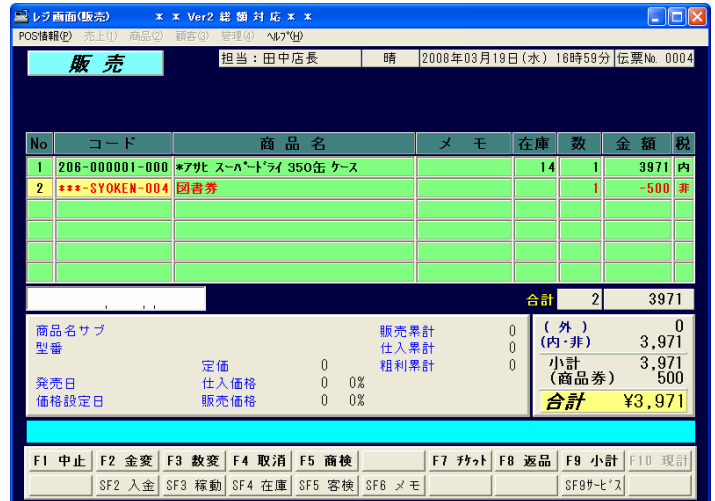 レジ画面(販売)　　＊ ＊ Ver2 総 額 対 応 ＊ ＊
POS情報(P) 売上(1) 商品(2) 顧客(3) 管理(4) ﾍﾙﾌﾟ(H)
販 売 担当：田中店長 晴 2008年03月19日(水) 16時59分 伝票No. 0004
No コード 商 品 名 メ モ 在庫 数 金 額 税
1 206-000001-000 *ｱｻﾋ ｽｰﾊﾟｰﾄﾞﾗｲ 350缶 ｹｰｽ 14 1 3971 内
2 ***-SYOKEN-004 図書券 1 -500 非
合計 2 3971
商品名サブ 販売累計 0 ( 外 ) 0
型番 仕入累計 0 (内・非) 3,971
定価 0 粗利累計 0 小計 3,971
発売日 仕入価格 0 0% (商品券) 500
価格設定日 販売価格 0 0% 合計 ¥3,971
F1 中止 F2 金変 F3 数変 F4 取消 F5 商検 F7 ﾁｹｯﾄ F8 返品 F9 小計 F10 現計
SF2 入金 SF3 稼動 SF4 在庫 SF5 客検 SF6 メモ SF9ｻｰﾋﾞｽ